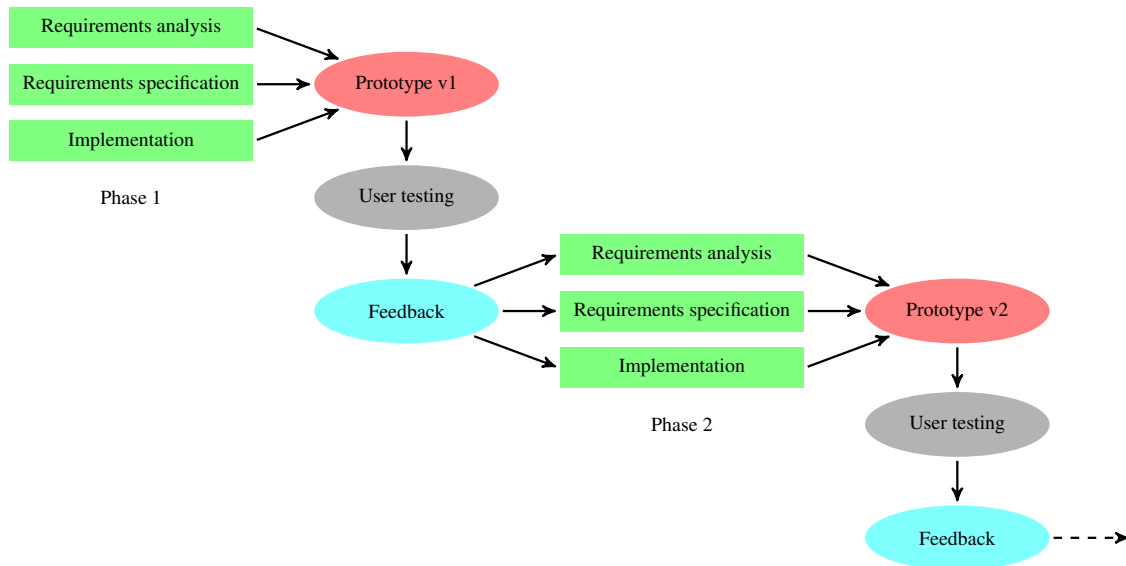 Requirements analysis
Requirements specification
Prototype v1
Implementation
Phase 1
User testing
Requirements analysis
Feedback
Requirements specification
Prototype v2
Implementation
Phase 2
User testing
Feedback